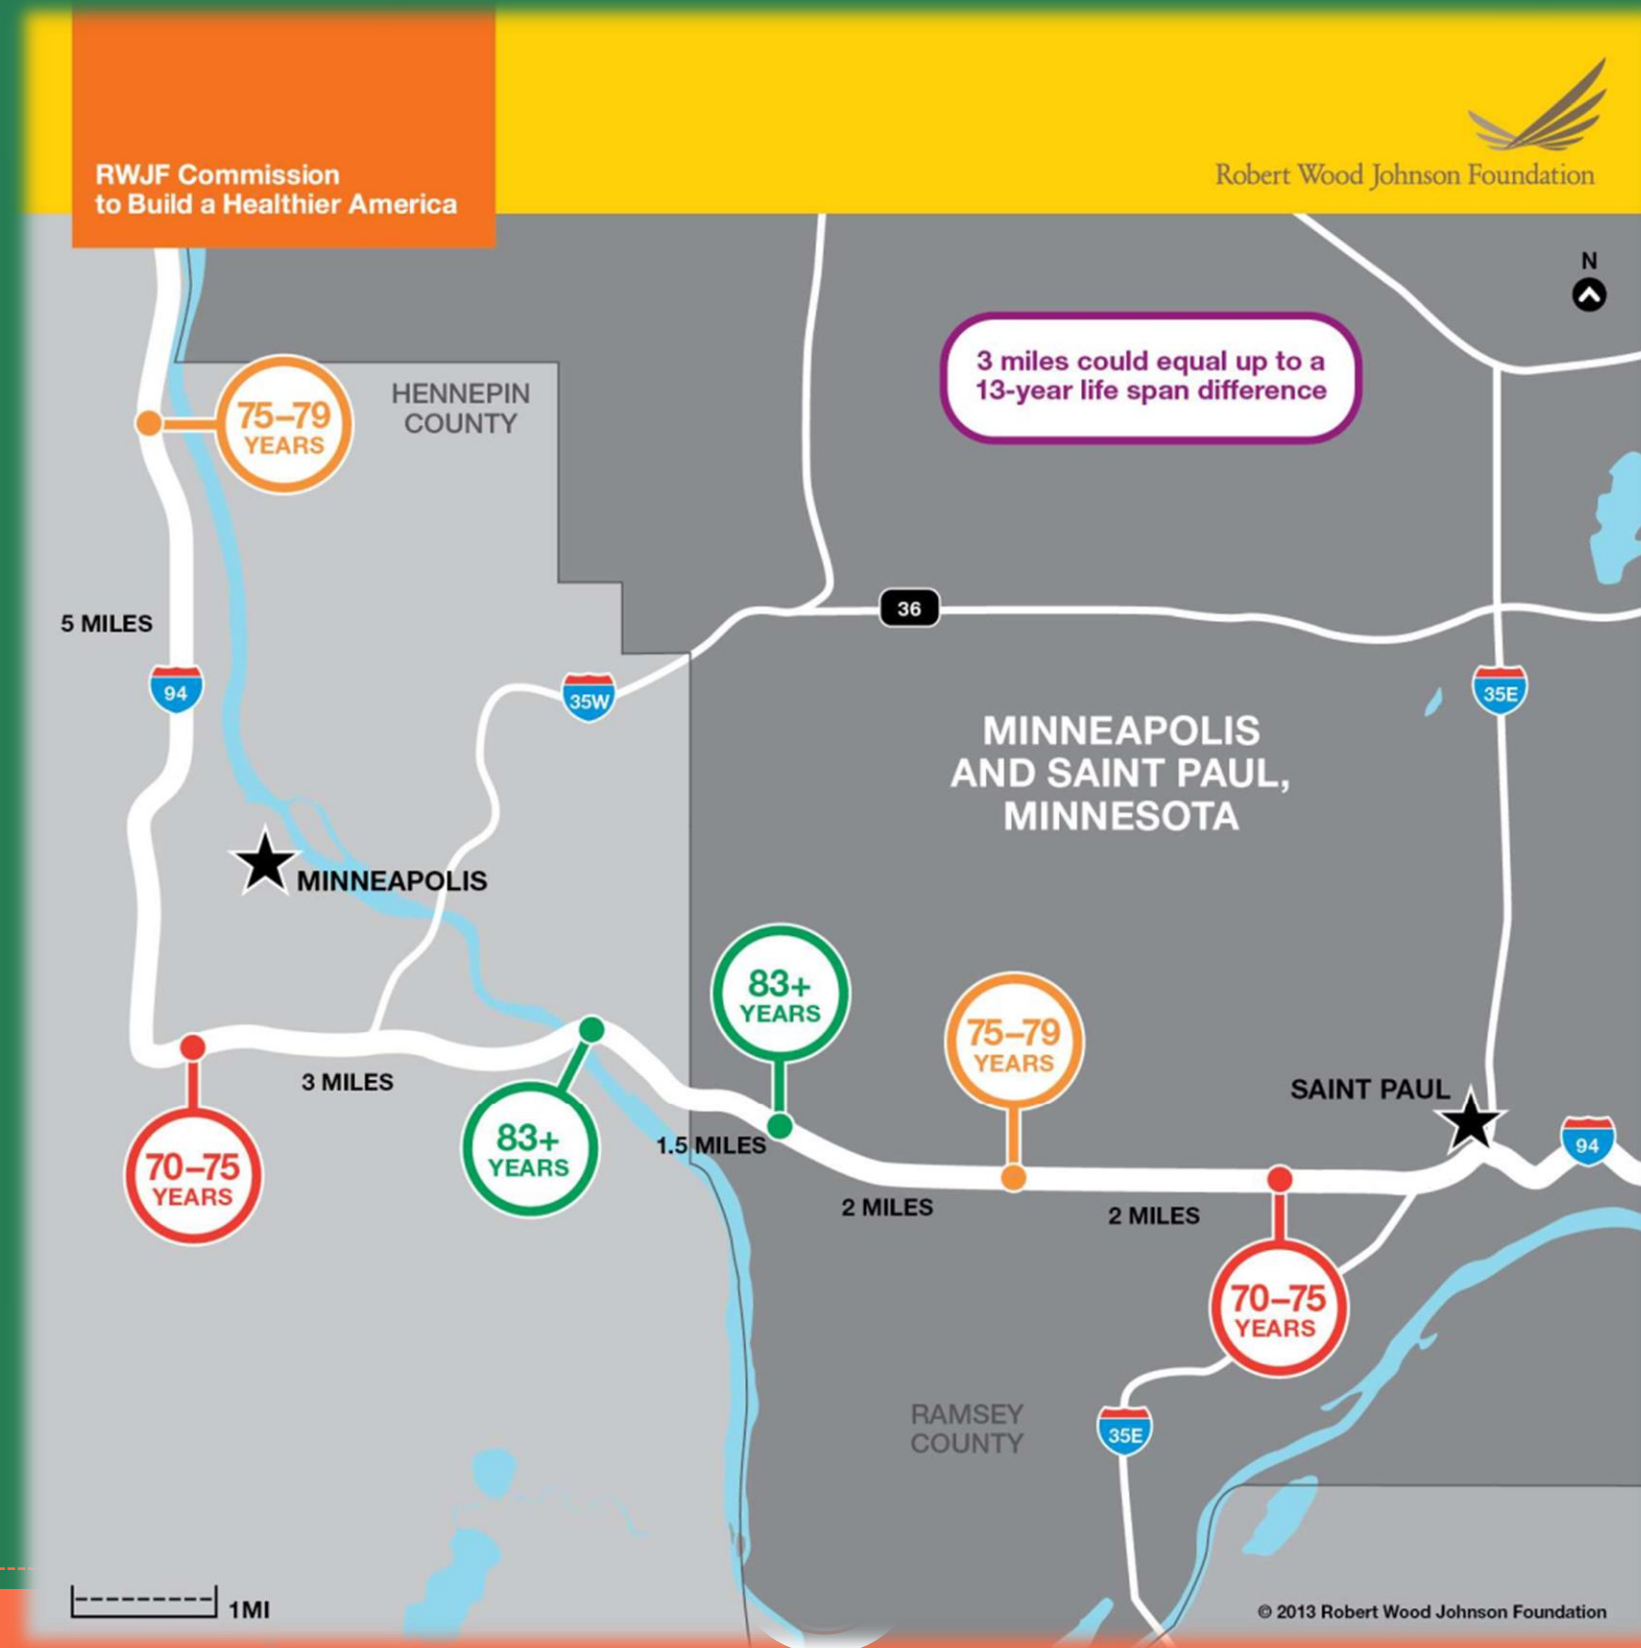 RWJF Commission
to Build a Healthier America
Robert Wood Johnson Foundation
N
3 miles could equal up to a
13-year life span difference
75–79
YEARS
HENNEPIN
COUNTY
36
5 MILES
94
35W
35E
MINNEAPOLIS
AND SAINT PAUL,
MINNESOTA
MINNEAPOLIS
83+
YEARS
75–79
YEARS
3 MILES
SAINT PAUL
94
83+
YEARS
1.5 MILES
70–75
YEARS
2 MILES
2 MILES
70–75
YEARS
RAMSEY
COUNTY
35E
1MI
© 2013 Robert Wood Johnson Foundation